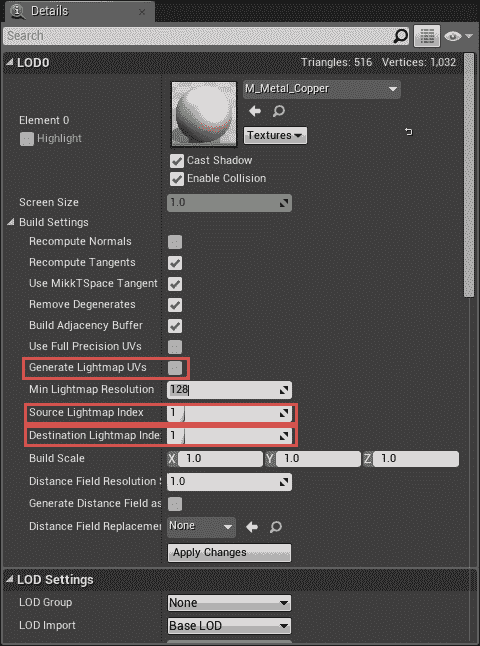 Details
Search
LOD0 Triangles: 516 Vertices: 1,032
M_Metal_Copper
Element 0
Highlight
Textures
Cast Shadow
Enable Collision
Screen Size 1.0
Build Settings
Recompute Normals
Recompute Tangents
Use MikkTSpace Tangent
Remove Degenerates
Build Adjacency Buffer
Use Full Precision UVs
Generate Lightmap UVs
Min Lightmap Resolution 128
Source Lightmap Index 1
Destination Lightmap Inde 1
Build Scale X 1.0 Y 1.0 Z 1.0
Distance Field Resolution S 1.0
Generate Distance Field as
Distance Field Replacemen None
Apply Changes
LOD Settings
LOD Group None
LOD Import Base LOD